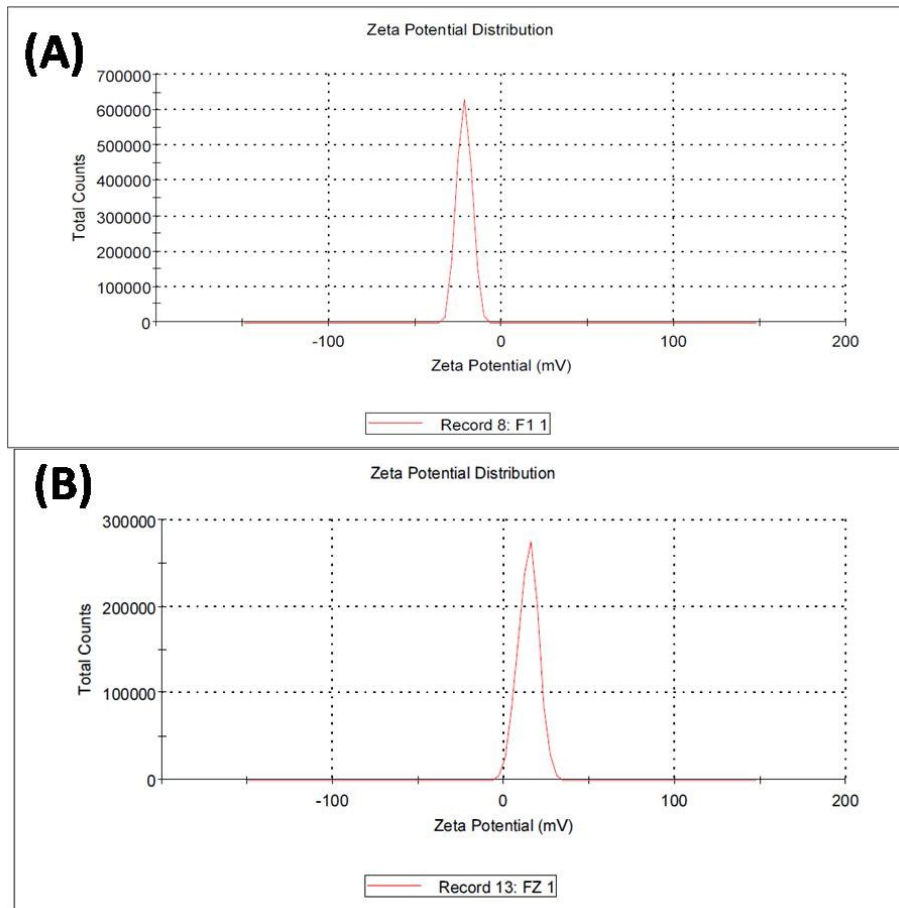 (A)
Zeta Potential Distribution
700000
600000
500000
400000
300000
200000
100000
0
Total Counts
-100 0 100 200
Zeta Potential (mV)
Record 8: F1 1
(B)
Zeta Potential Distribution
300000
200000
100000
0
Total Counts
-100 0 100 200
Zeta Potential (mV)
Record 13: FZ 1